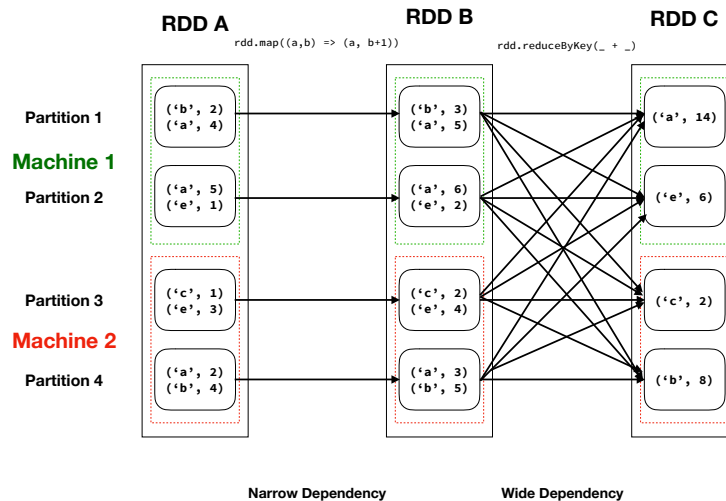 RDD A
RDD B
RDD C
rdd.map((a,b) => (a, b+1))
rdd.reduceByKey(_ + _)
Partition 1
(‘b’, 2)
(‘a’, 4)
(‘b’, 3)
(‘a’, 5)
(‘a’, 14)
Machine 1
Partition 2
(‘a’, 5)
(‘e’, 1)
(‘a’, 6)
(‘e’, 2)
(‘e’, 6)
Partition 3
(‘c’, 1)
(‘e’, 3)
(‘c’, 2)
(‘e’, 4)
(‘c’, 2)
Machine 2
Partition 4
(‘a’, 2)
(‘b’, 4)
(‘a’, 3)
(‘b’, 5)
(‘b’, 8)
Narrow Dependency
Wide Dependency